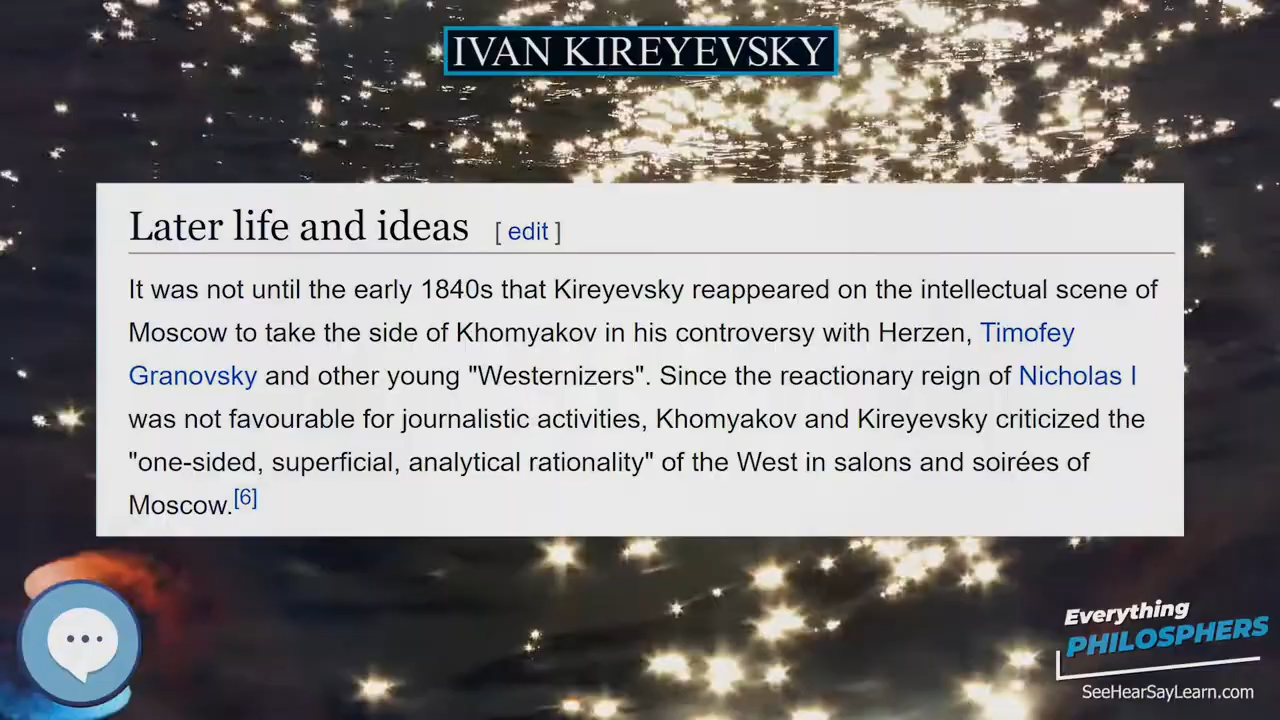 IVAN KIREYEVSKY
Later life and ideas [ edit ]
It was not until the early 1840s that Kireyevsky reappeared on the intellectual scene of
Moscow to take the side of Khomyakov in his controversy with Herzen, Timofey
Granovsky and other young "Westernizers". Since the reactionary reign of Nicholas I
was not favourable for journalistic activities, Khomyakov and Kireyevsky criticized the
"one-sided, superficial, analytical rationality" of the West in salons and soirées of
Moscow.[6]
Everything
PHILOSPHERS
SeeHearSayLearn.com